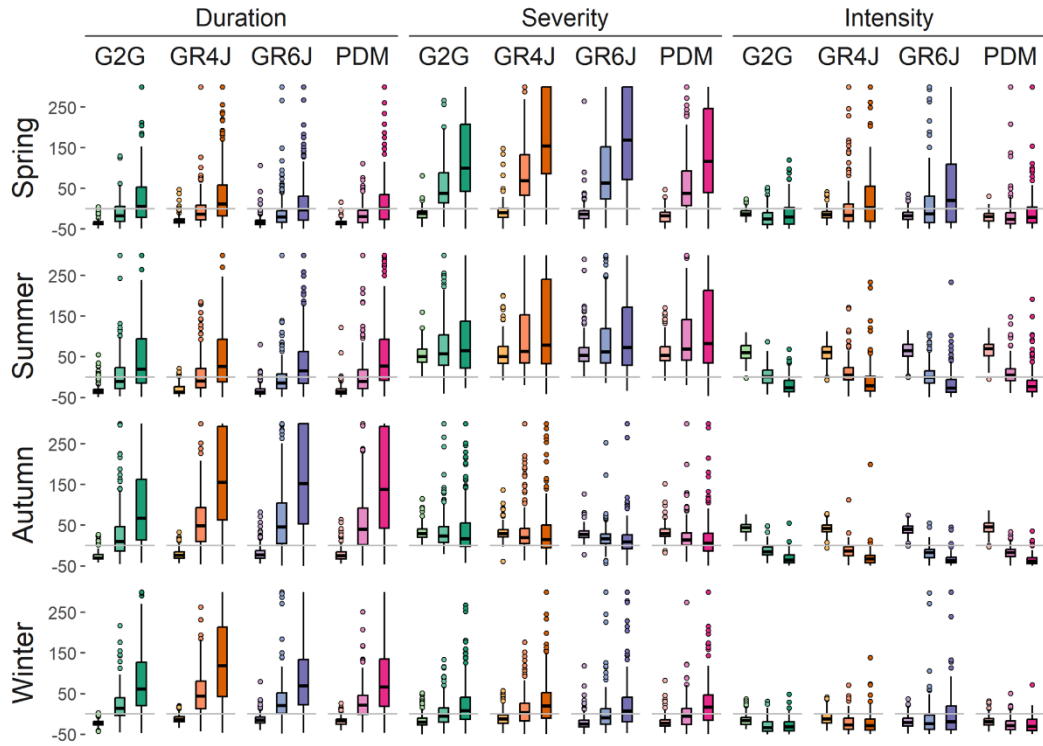 Duration Severity Intensity
G2G GR4J GR6J PDM G2G GR4J GR6J PDM G2G GR4J GR6J PDM
Spring
250
150
50
-50
Summer
250
150
50
-50
Autumn
250
150
50
-50
Winter
250
150
50
-50